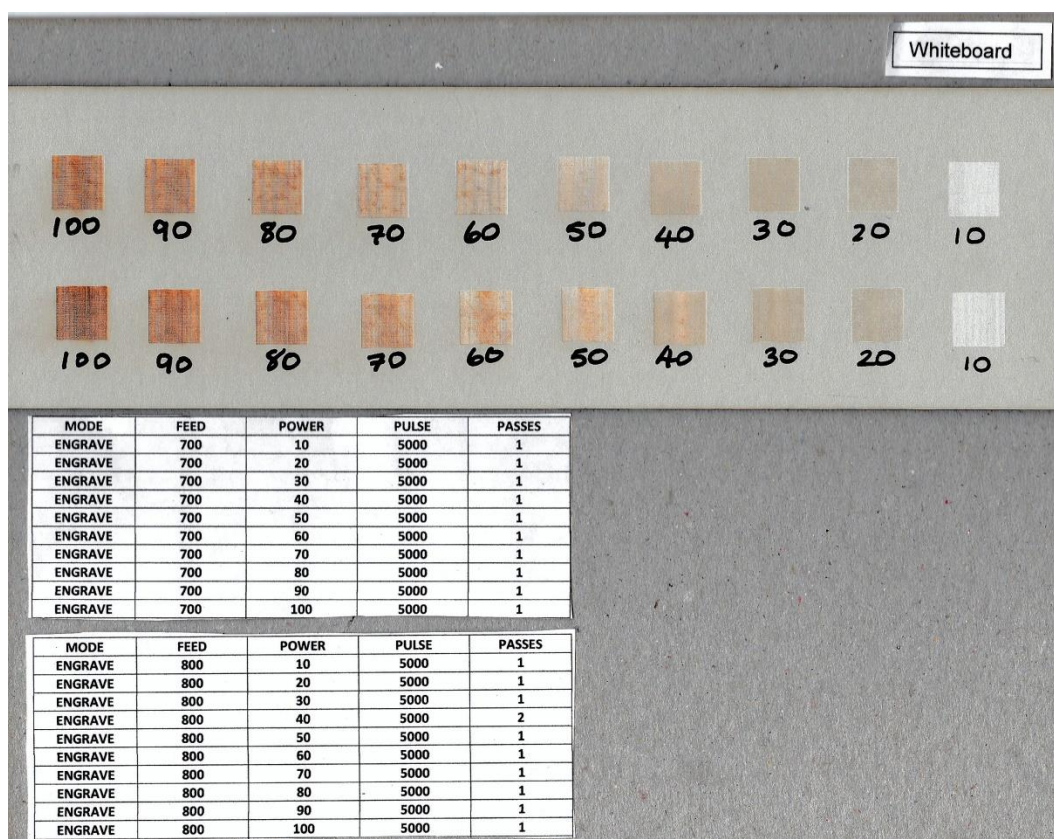 Whiteboard
100 90 80 70 60 50 40 30 20 10
100 90 80 70 60 50 40 30 20 10
MODE FEED POWER PULSE PASSES
ENGRAVE 700 10 5000 1
ENGRAVE 700 20 5000 1
ENGRAVE 700 30 5000 1
ENGRAVE 700 40 5000 1
ENGRAVE 700 50 5000 1
ENGRAVE 700 60 5000 1
ENGRAVE 700 70 5000 1
ENGRAVE 700 80 5000 1
ENGRAVE 700 90 5000 1
ENGRAVE 700 100 5000 1
MODE FEED POWER PULSE PASSES
ENGRAVE 800 10 5000 1
ENGRAVE 800 20 5000 1
ENGRAVE 800 30 5000 1
ENGRAVE 800 40 5000 2
ENGRAVE 800 50 5000 1
ENGRAVE 800 60 5000 1
ENGRAVE 800 70 5000 1
ENGRAVE 800 80 5000 1
ENGRAVE 800 90 5000 1
ENGRAVE 800 100 5000 1